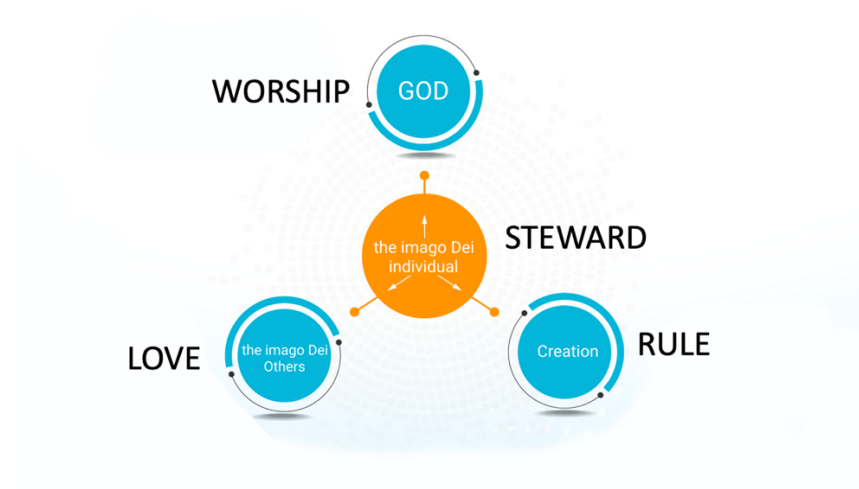 WORSHIP
GOD
the imago Dei
individual
STEWARD
LOVE
the imago Dei
Others
Creation
RULE